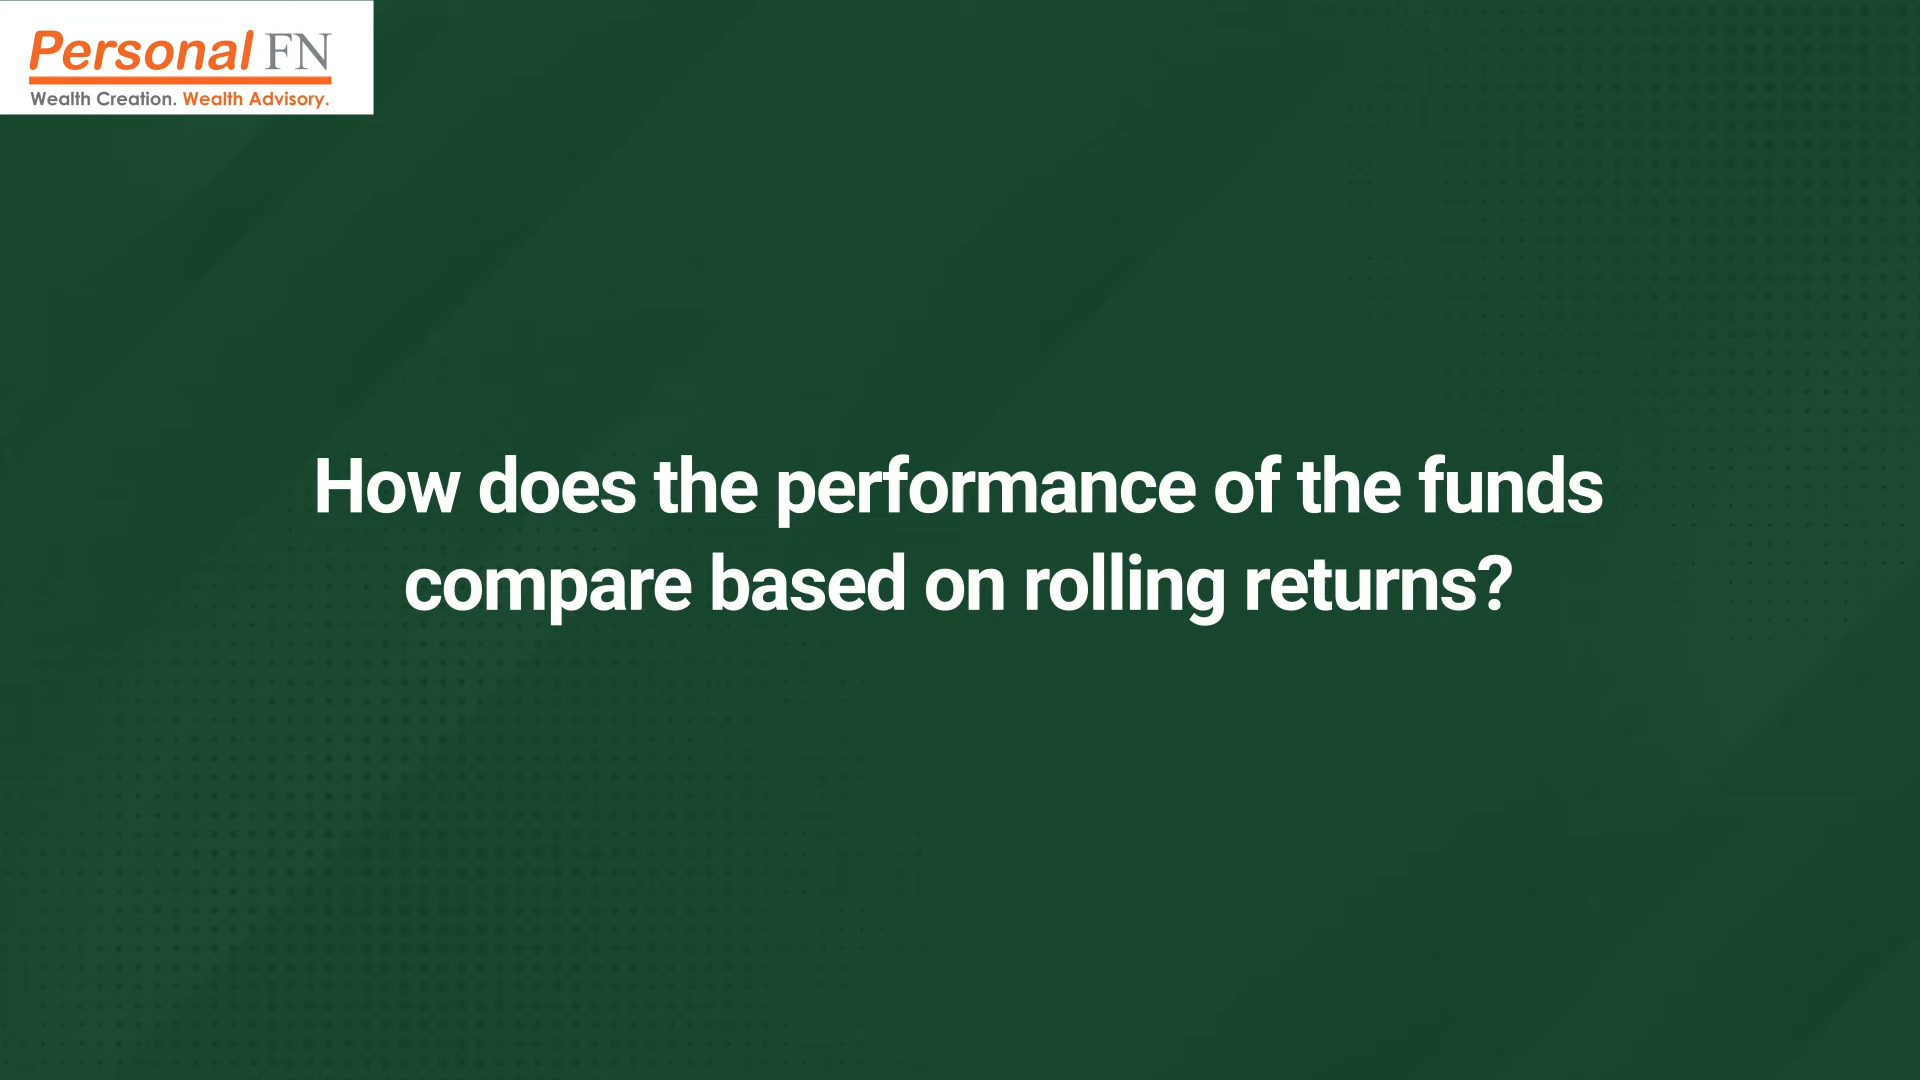 Personal FN
Wealth Creation. Wealth Advisory.
How does the performance of the funds
compare based on rolling returns?